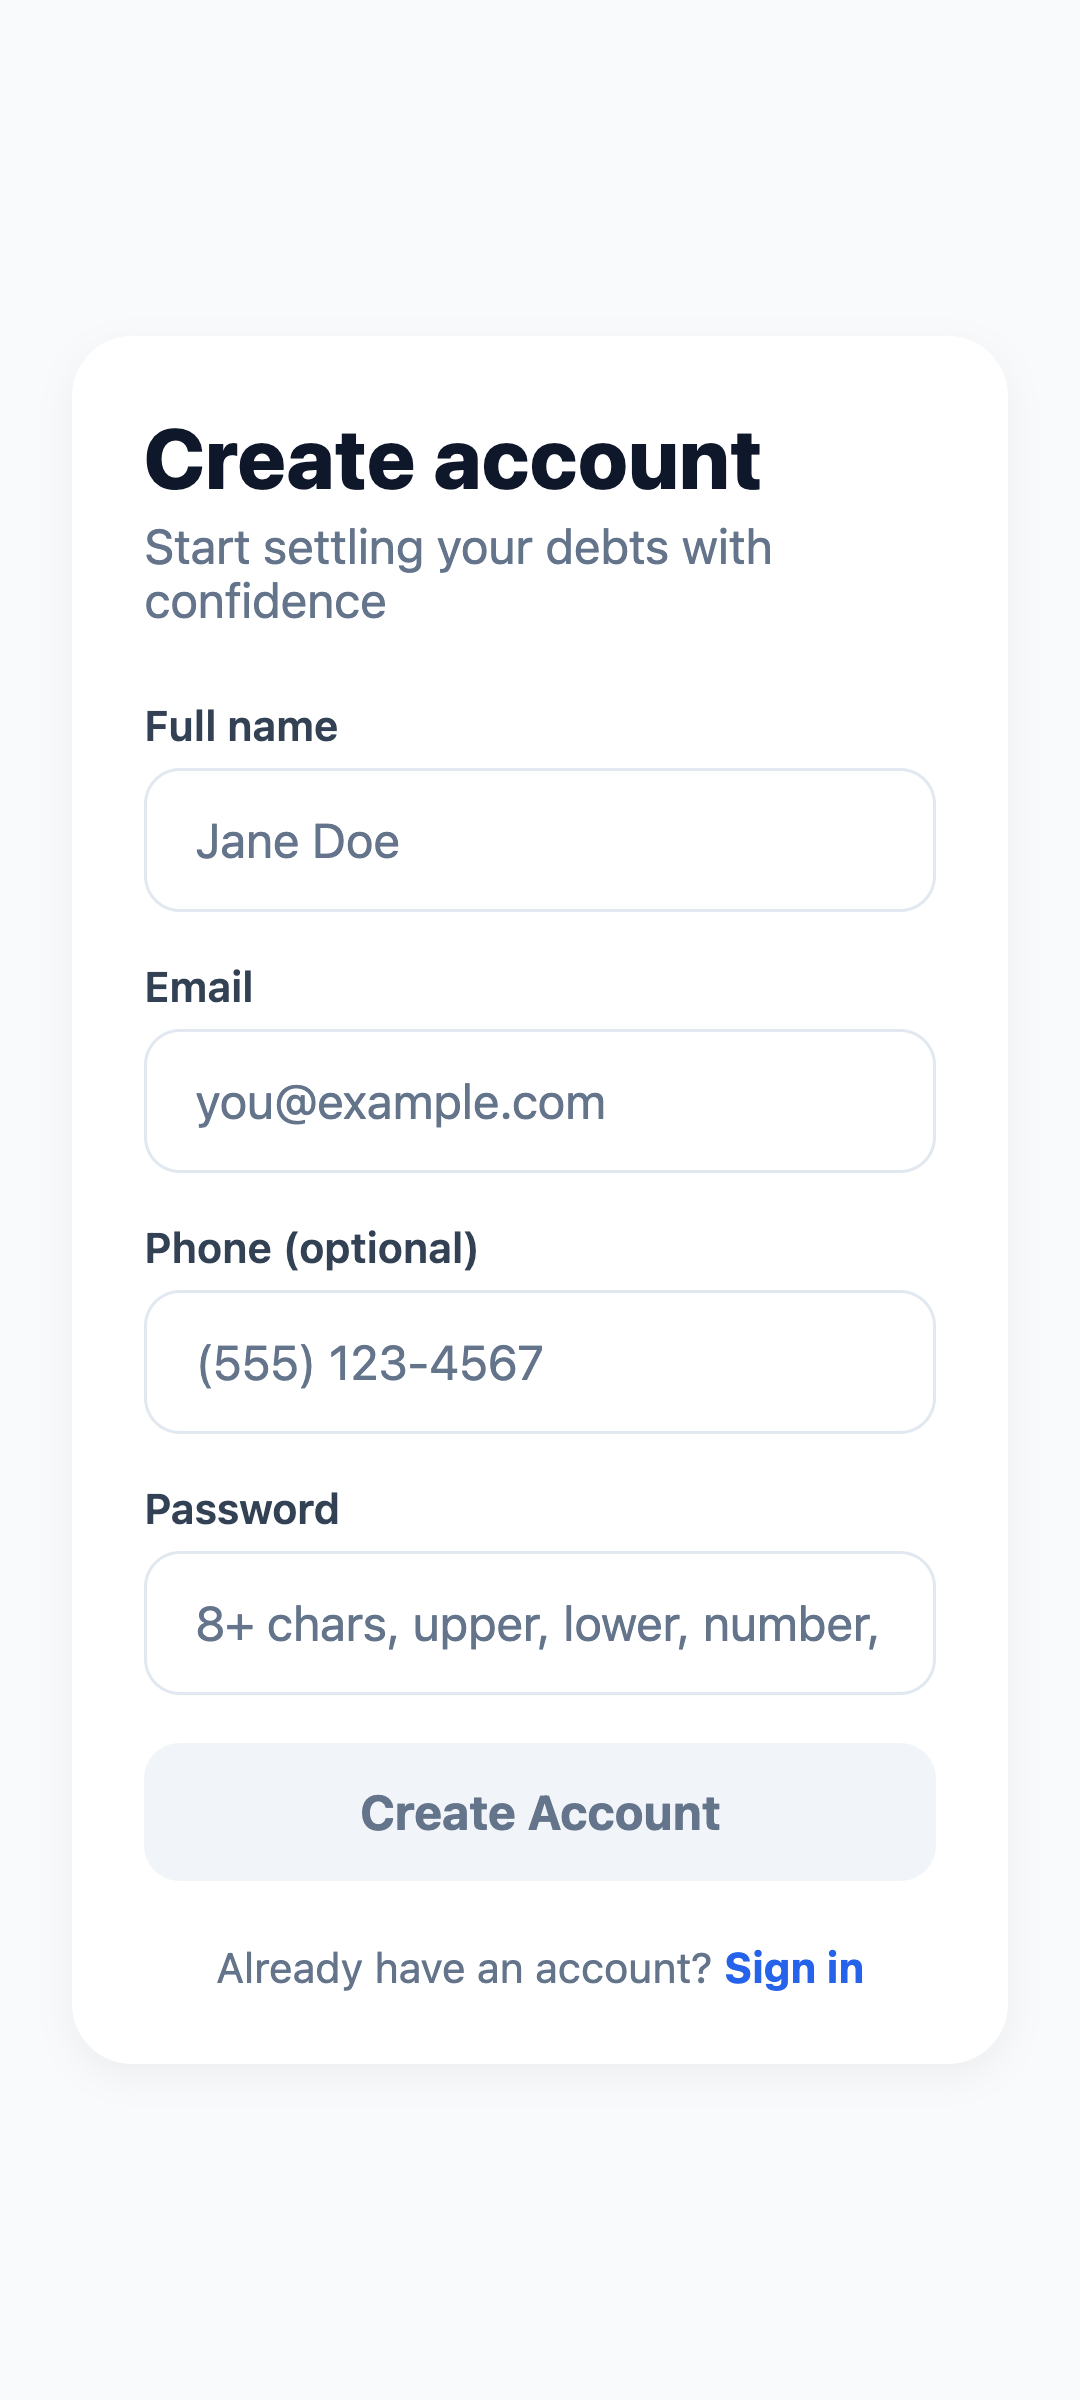 Create account
Start settling your debts with
confidence
Full name
Jane Doe
Email
you@example.com
Phone (optional)
(555) 123-4567
Password
8+ chars, upper, lower, number,
Create Account
Already have an account? Sign in